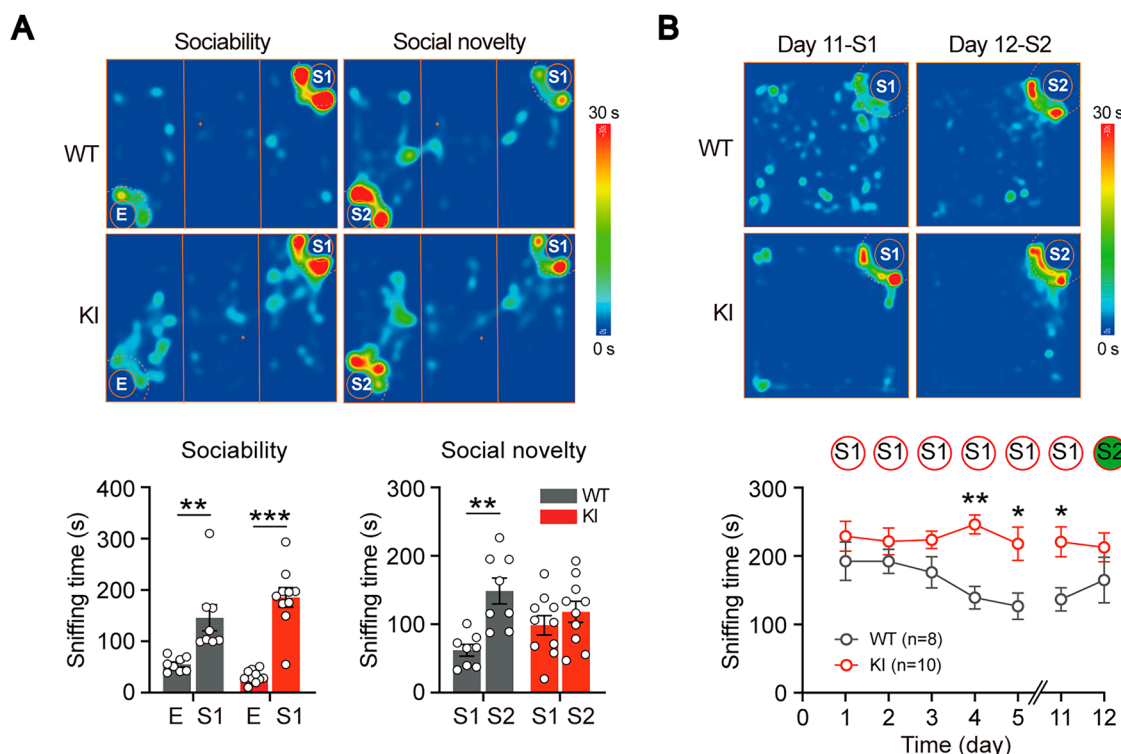 A
Sociability
Social novelty
WT
S1
E
S1
S2
KI
S1
E
S1
S2
30 s
0 s
Sociability
Sniffing time (s)
400
300
200
100
0
**
***
E S1 E S1
Social novelty
Sniffing time (s)
300
200
100
0
**
WT
KI
S1 S2 S1 S2
B
Day 11-S1
Day 12-S2
WT
S1
S2
KI
S1
S2
30 s
0 s
S1 S1 S1 S1 S1 S1 S2
Sniffing time (s)
300
200
100
0
** * *
WT (n=8)
KI (n=10)
0 1 2 3 4 5 11 12
Time (day)